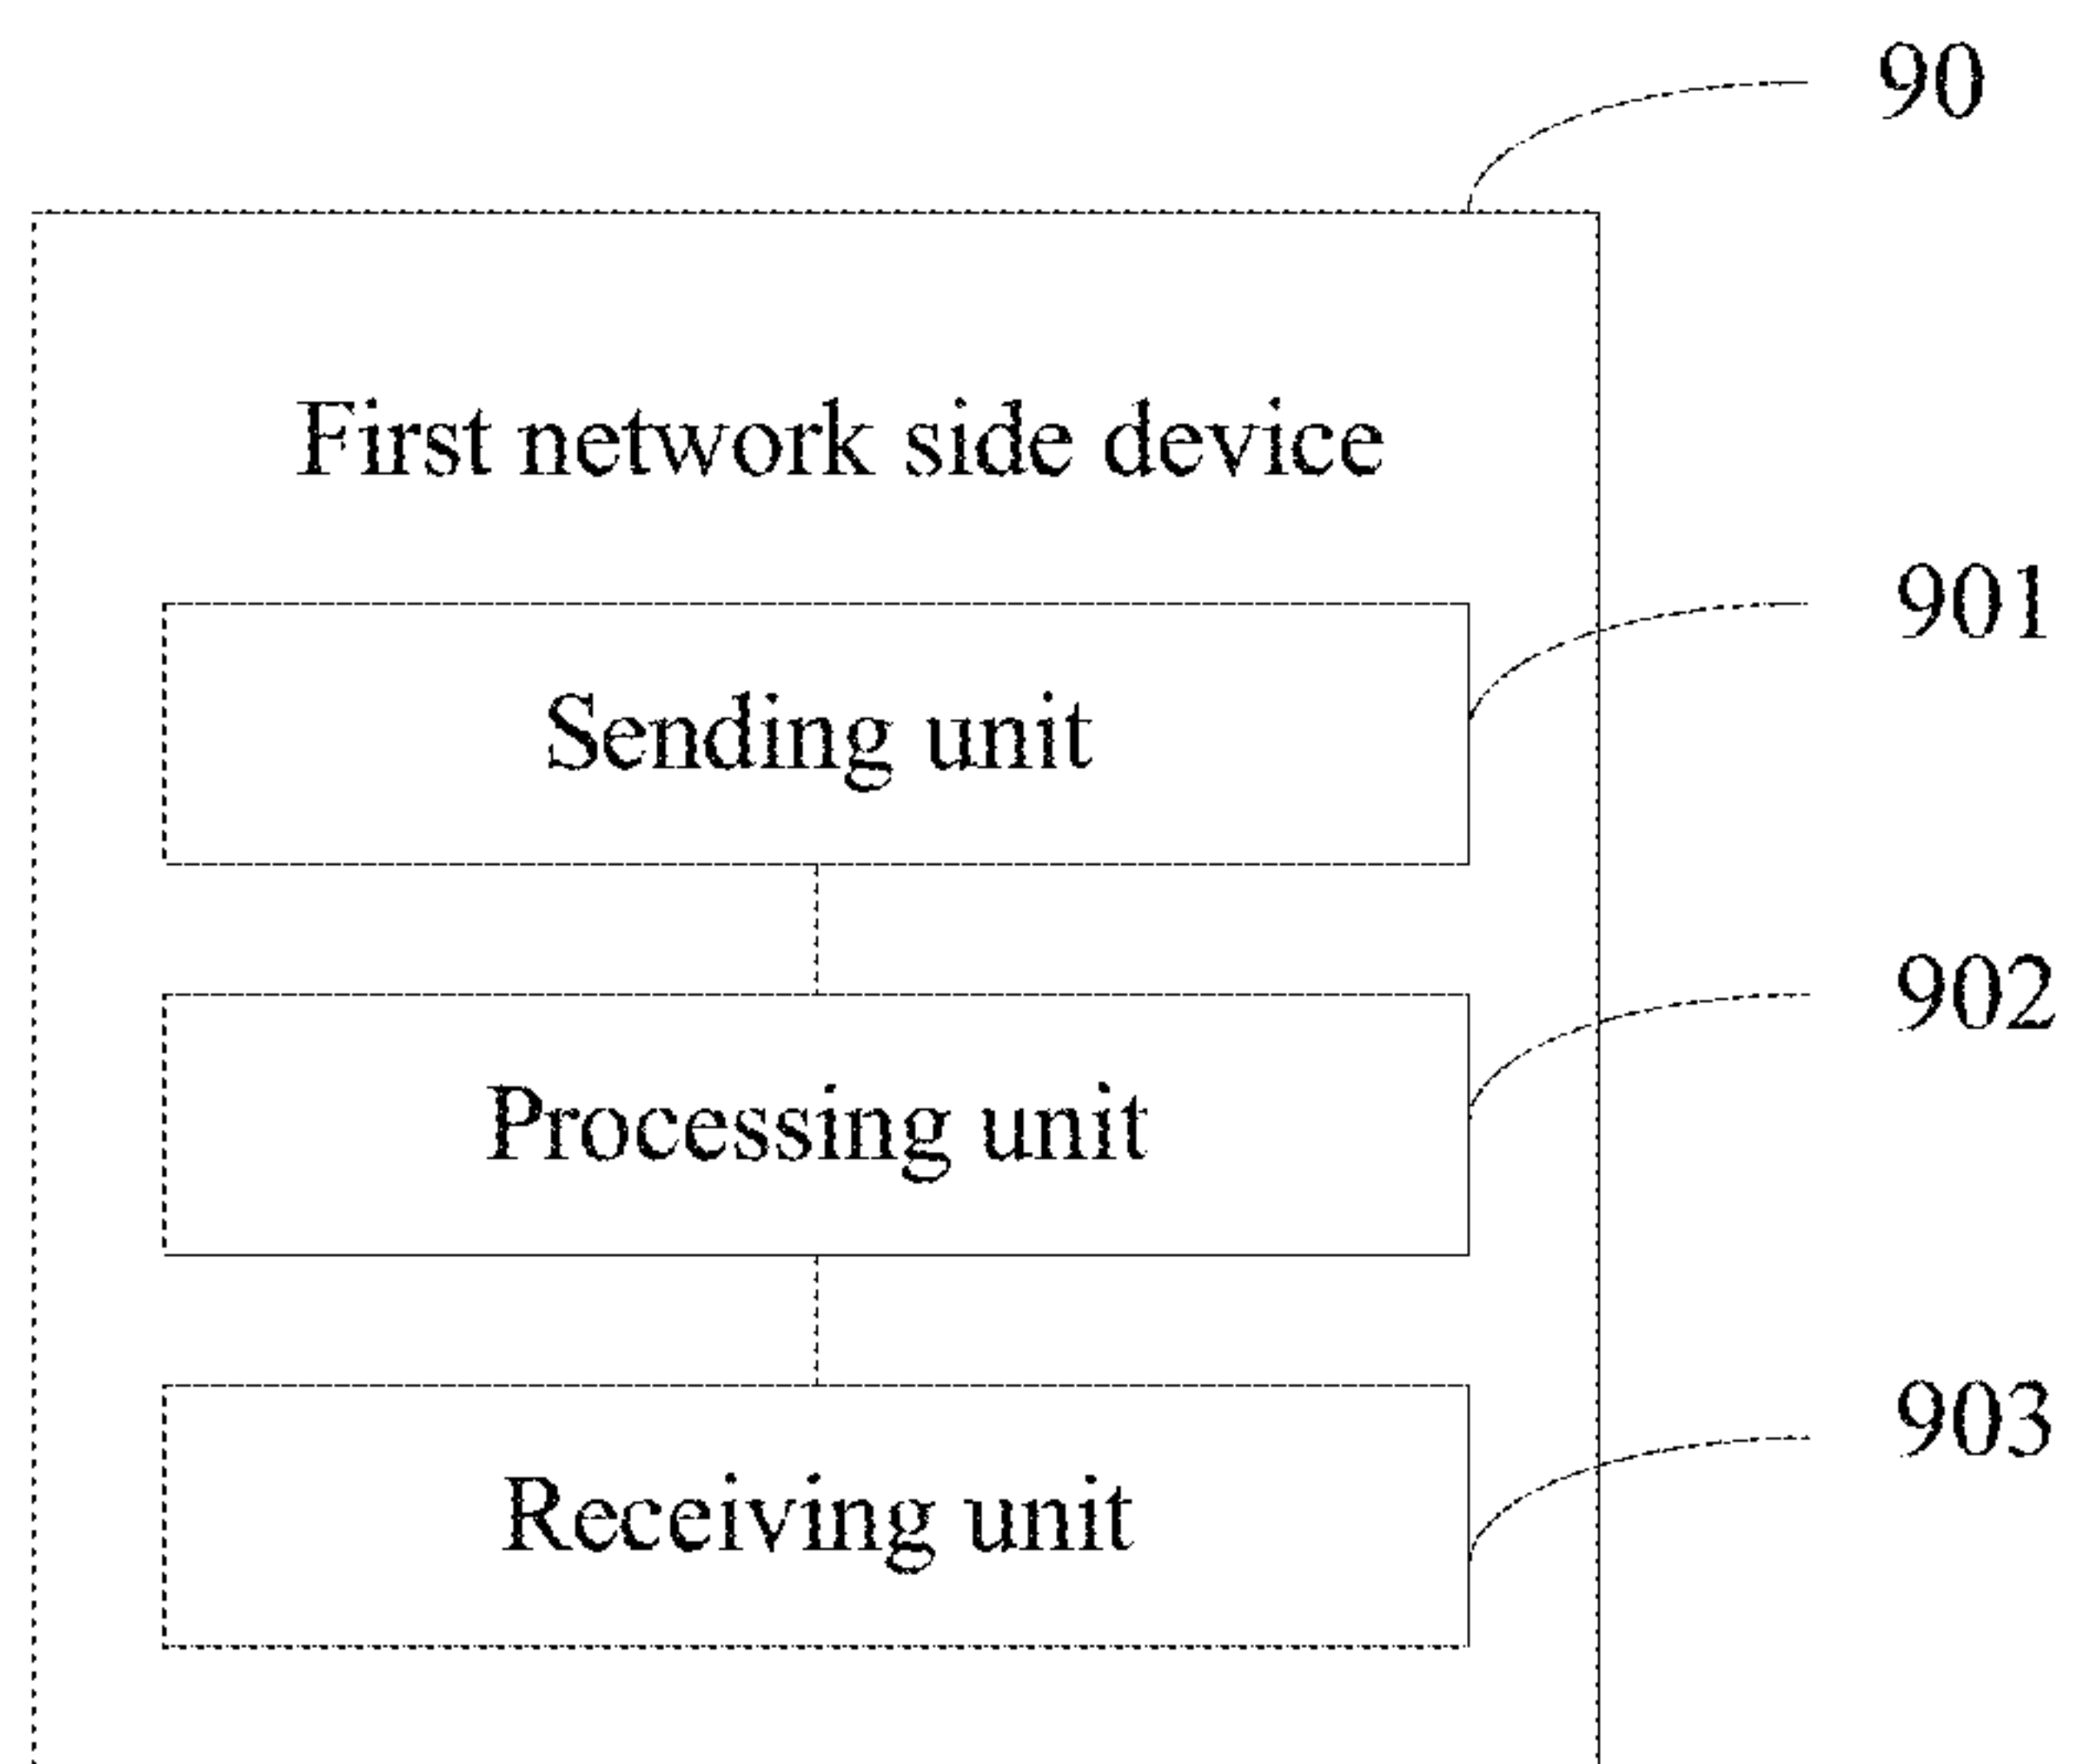 90
First network side device
901
Sending unit
902
Processing unit
903
Receiving unit